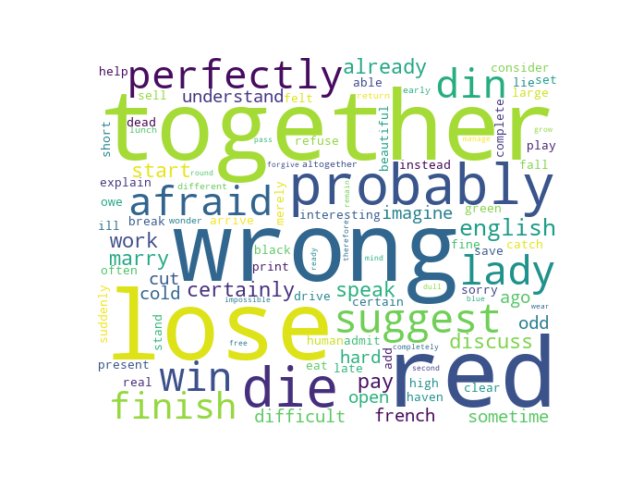 help perfectly already din consider
sell understand felt able return early lie set large
together
short dead lunch pass refuse beautiful manage complete grow play
start round forgive altogether instead fall
explain different merely probably
owe afraid remain green
ill break wonder arrive interesting imagine english
work wrong black therefore mind ready fine save catch
marry print lady
often cut certainly speak dull sorry
suddenly cold impossible drive certain blue ago wear odd
lose suggest
stand free human admit completely discuss
present win eat late hard add second red
real die pay high clear
finish open haven
difficult french sometime